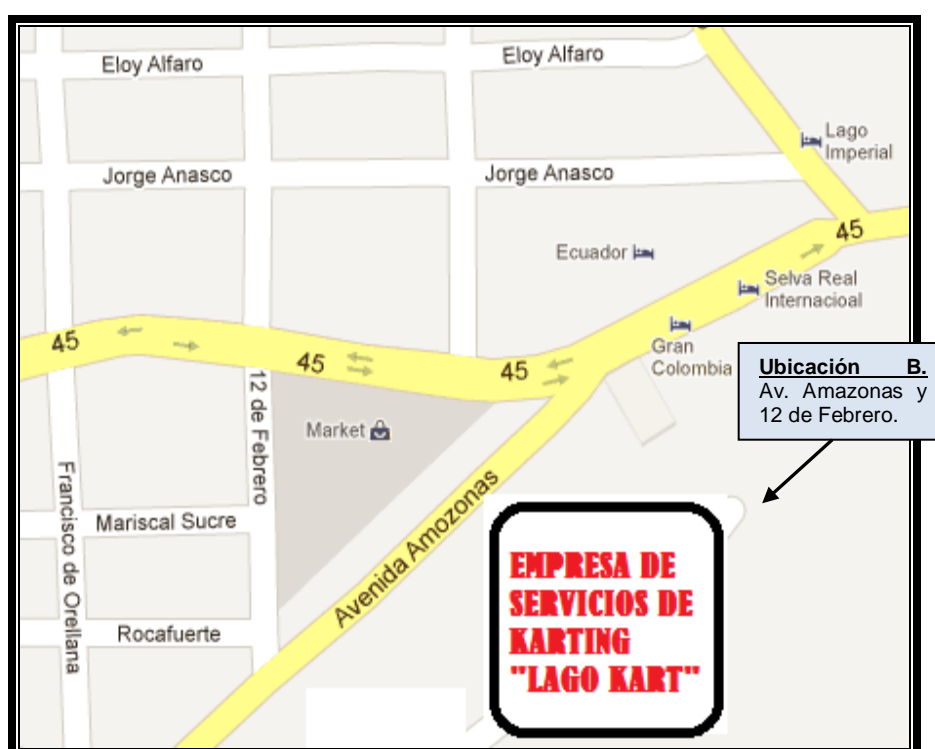 Eloy Alfaro
Eloy Alfaro
Lago
Imperial
Jorge Anasco
Jorge Anasco
45
Ecuador
Selva Real
Internacioal
45
45
45
Gran
Colombia
Ubicación B.
Av. Amazonas y
12 de Febrero.
12 de Febrero
Market
Francisco de Orellana
Mariscal Sucre
Avenida Amozonas
Rocafuerte
EMPRESA DE
SERVICIOS DE
KARTING
"LAGO KART"